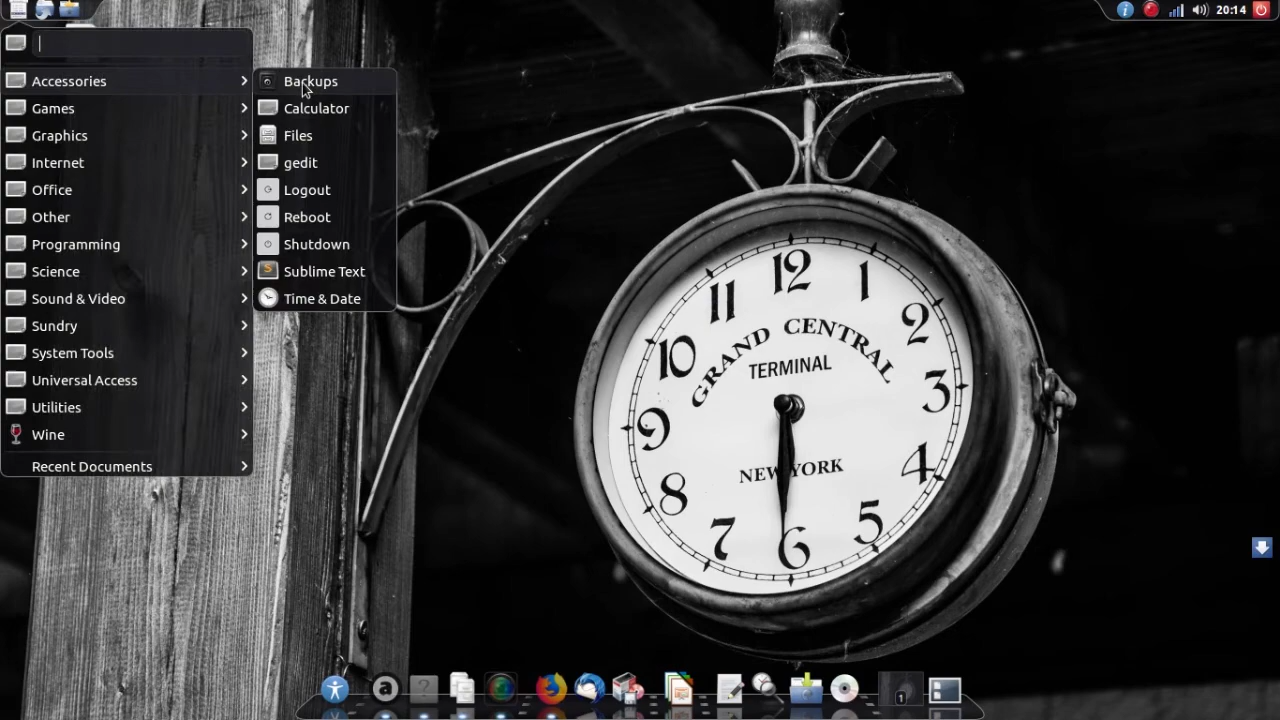 20:14
Accessories
Games
Graphics
Internet
Office
Other
Programming
Science
Sound & Video
Sundry
System Tools
Universal Access
Utilities
Wine
Recent Documents
Backups
Calculator
Files
gedit
Logout
Reboot
Shutdown
Sublime Text
Time & Date
12
1
2
3
4
5
6
7
8
9
10
11
GRAND CENTRAL
TERMINAL
NEW YORK
a
?
1